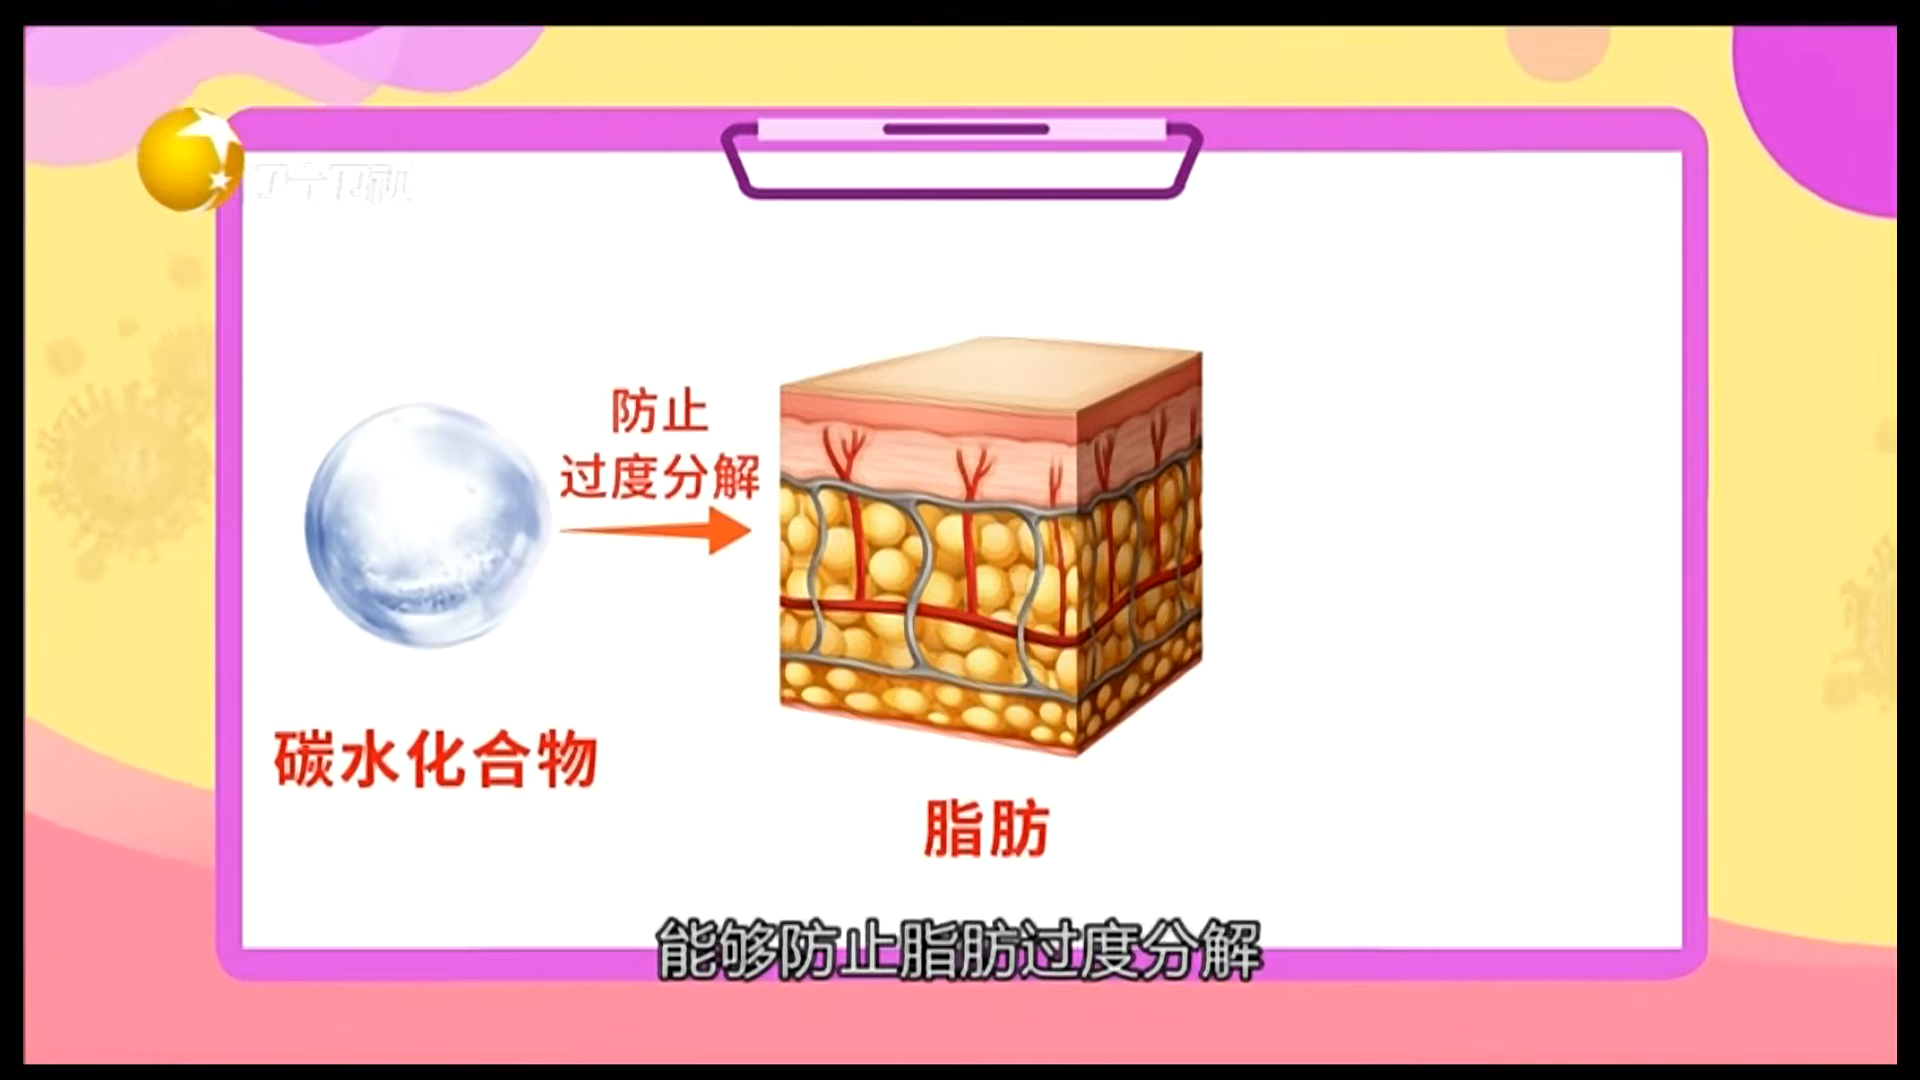 防止
过度分解
碳水化合物
脂肪
能够防止脂肪过度分解